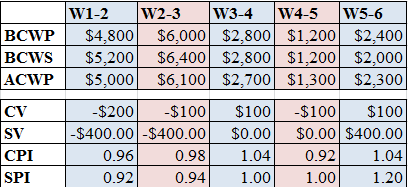 W1-2 W2-3 W3-4 W4-5 W5-6
BCWP $4,800 $6,000 $2,800 $1,200 $2,400
BCWS $5,200 $6,400 $2,800 $1,200 $2,000
ACWP $5,000 $6,100 $2,700 $1,300 $2,300
CV -$200 -$100 $100 -$100 $100
SV -$400.00 -$400.00 $0.00 $0.00 $400.00
CPI 0.96 0.98 1.04 0.92 1.04
SPI 0.92 0.94 1.00 1.00 1.20